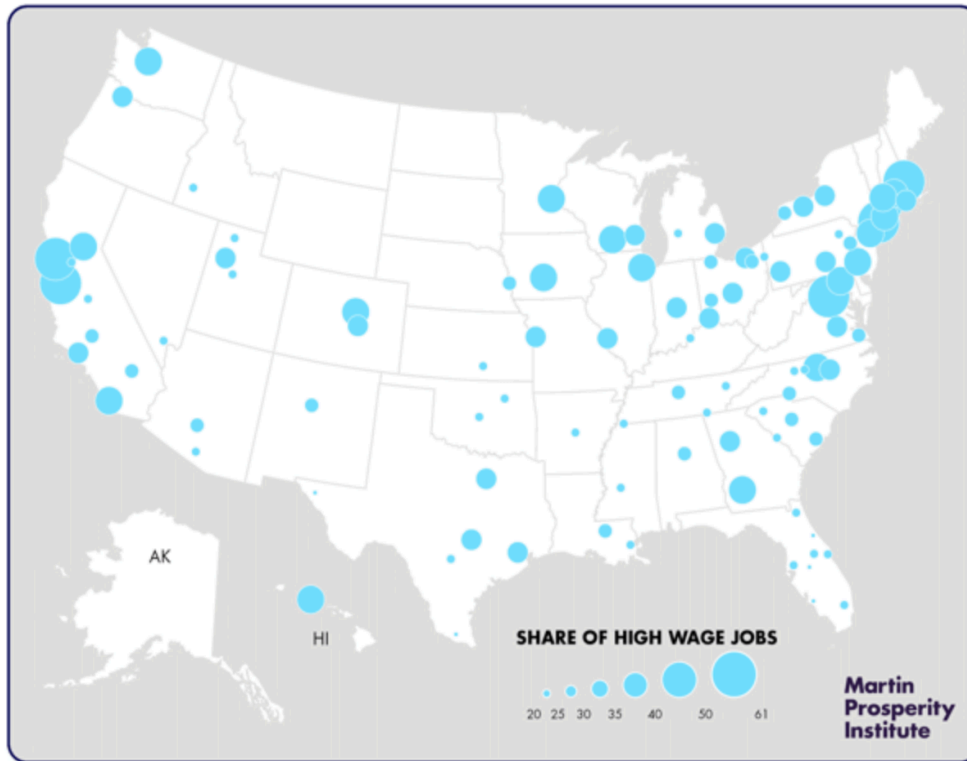 AK
HI
SHARE OF HIGH WAGE JOBS
20 25 30 35 40 50 61
Martin
Prosperity
Institute